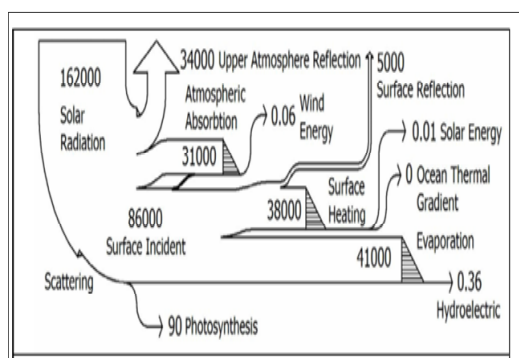 162000
Solar
Radiation
34000 Upper Atmosphere Reflection
5000
Surface Reflection
Atmospheric
Absorbtion
0.06 Wind
Energy
31000
0.01 Solar Energy
0 Ocean Thermal
Gradient
86000
Surface Incident
38000
Surface
Heating
Evaporation
41000
Scattering
0.36
Hydroelectric
90 Photosynthesis